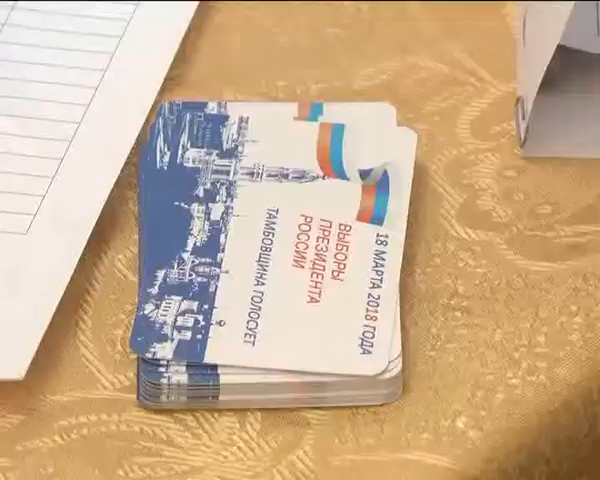 18 МАРТА 2018 ГОДА
ВЫБОРЫ
ПРЕЗИДЕНТА
РОССИИ
ТАМБОВЩИНА ГОЛОСУЕТ